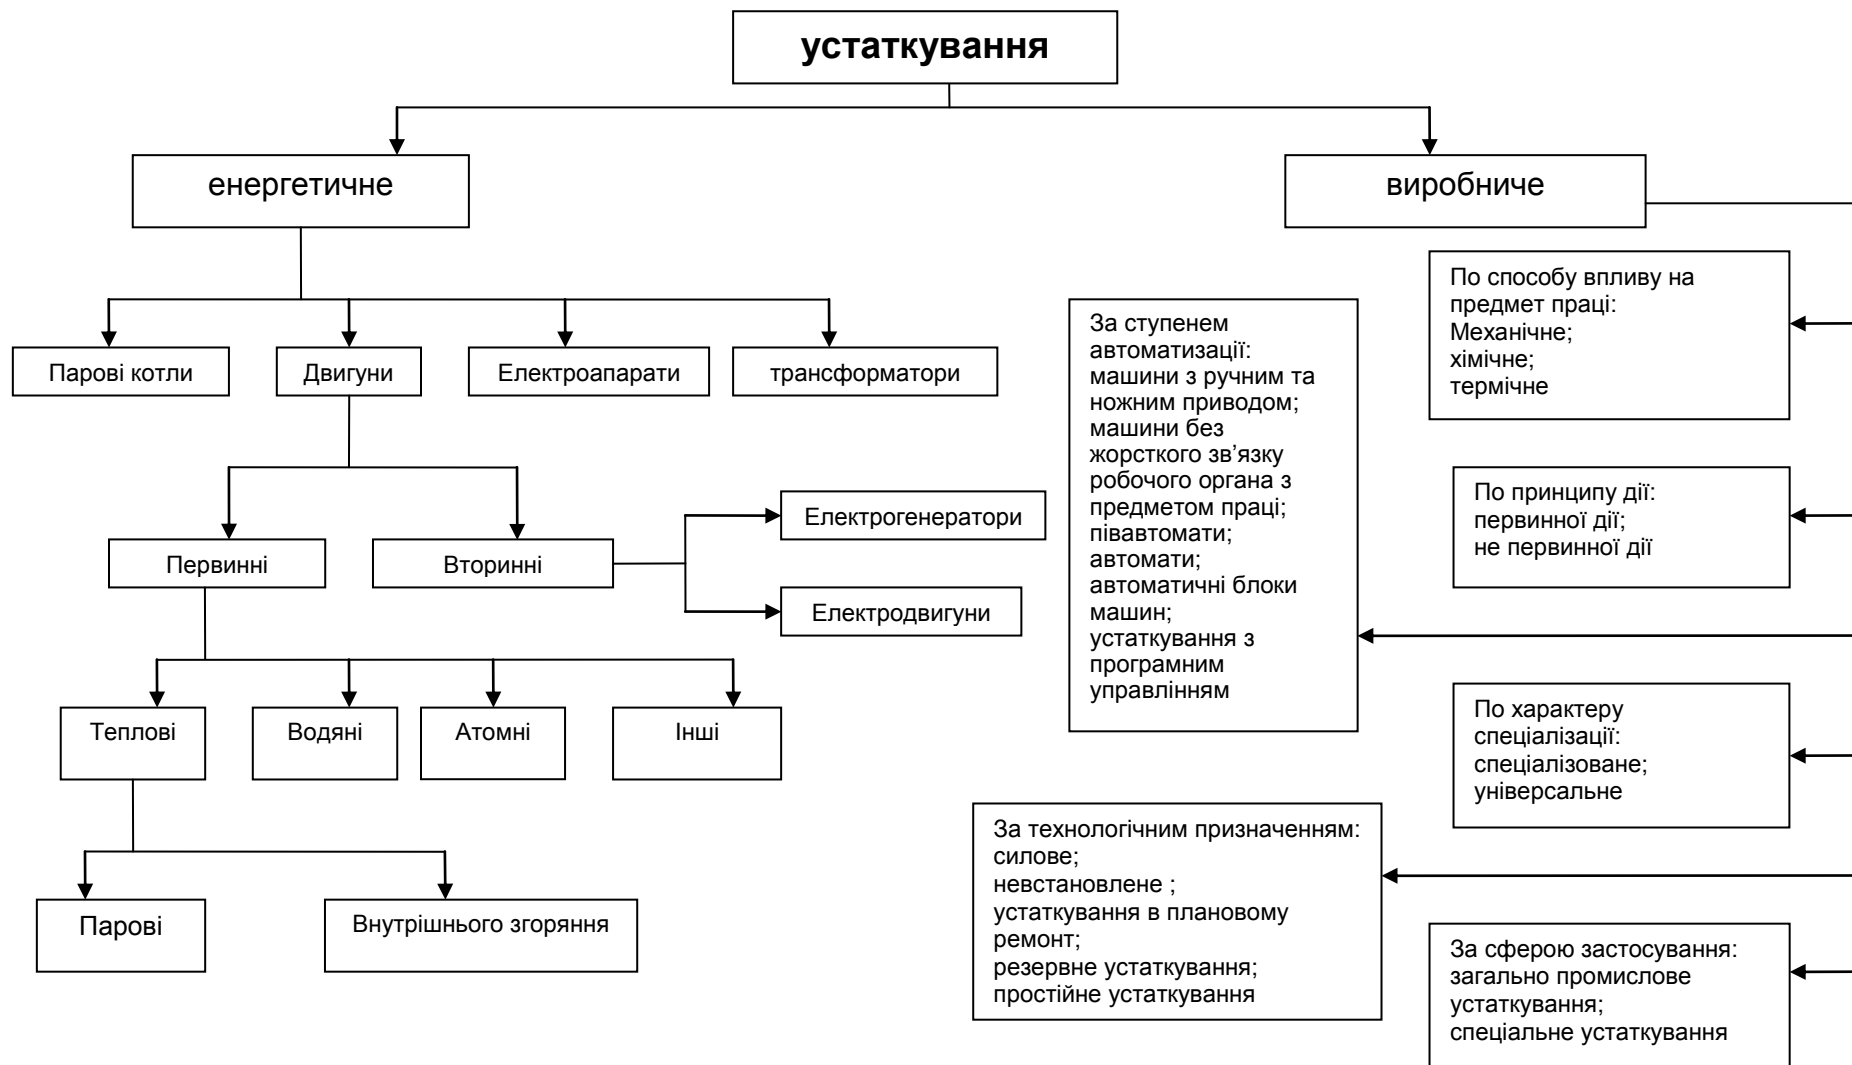 устаткування
енергетичне
виробниче
Парові котли
Двигуни
Електроапарати
трансформатори
Первинні
Вторинні
Електрогенератори
Електродвигуни
Теплові
Водяні
Атомні
Інші
Парові
Внутрішнього згоряння
По способу впливу на
предмет праці:
Механічне;
хімічне;
термічне
По принципу дії:
первинної дії;
не первинної дії
За ступенем
автоматизації:
машини з ручним та
ножним приводом;
машини без
жорсткого зв’язку
робочого органа з
предметом праці;
півавтомати;
автомати;
автоматичні блоки
машин;
устаткування з
програмним
управлінням
По характеру
спеціалізації:
спеціалізоване;
універсальне
За технологічним призначенням:
силове;
невстановлене ;
устаткування в плановому
ремонт;
резервне устаткування;
простійне устаткування
За сферою застосування:
загально промислове
устаткування;
спеціальне устаткування